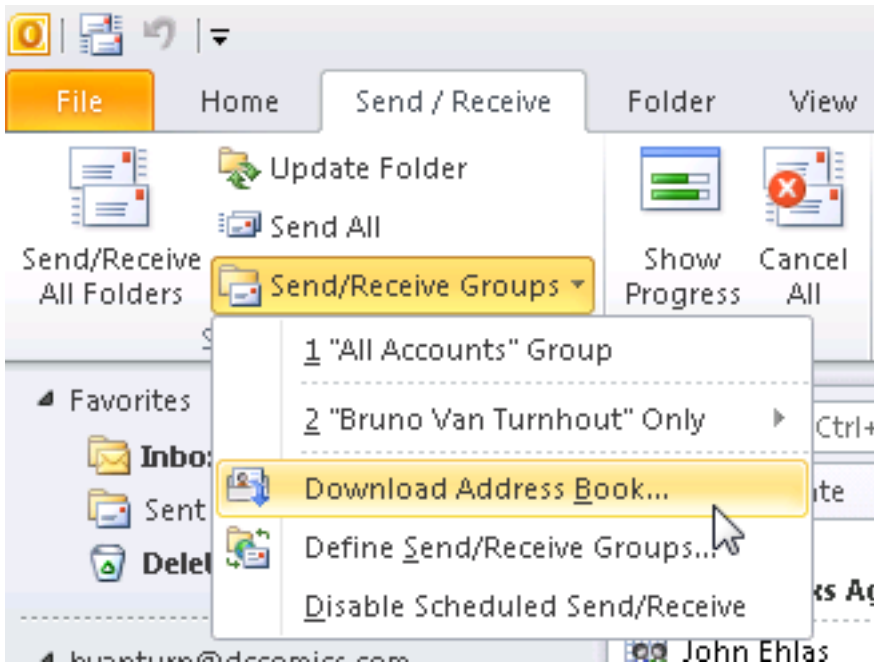 File Home Send / Receive Folder View
Update Folder
Send All
Send/Receive
All Folders
Send/Receive Groups
Show
Progress
Cancel
All
1 "All Accounts" Group
2 "Bruno Van Turnhout" Only
Download Address Book...
Define Send/Receive Groups...
Disable Scheduled Send/Receive
Favorites
Sent
Ctrl+
John Ehlas